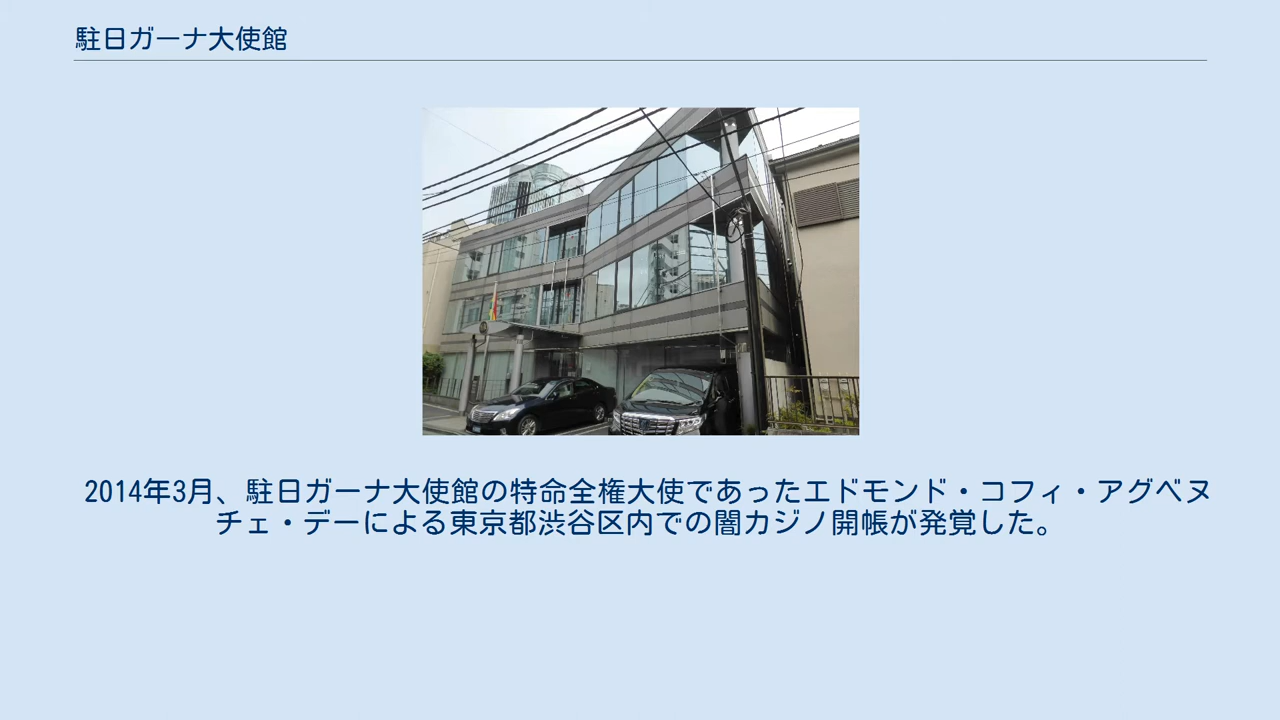 駐日ガーナ大使館
2014年3月、駐日ガーナ大使館の特命全権大使であったエドモンド・コフィ・アグベヌ
チェ・デーによる東京都渋谷区内での闇カジノ開帳が発覚した。